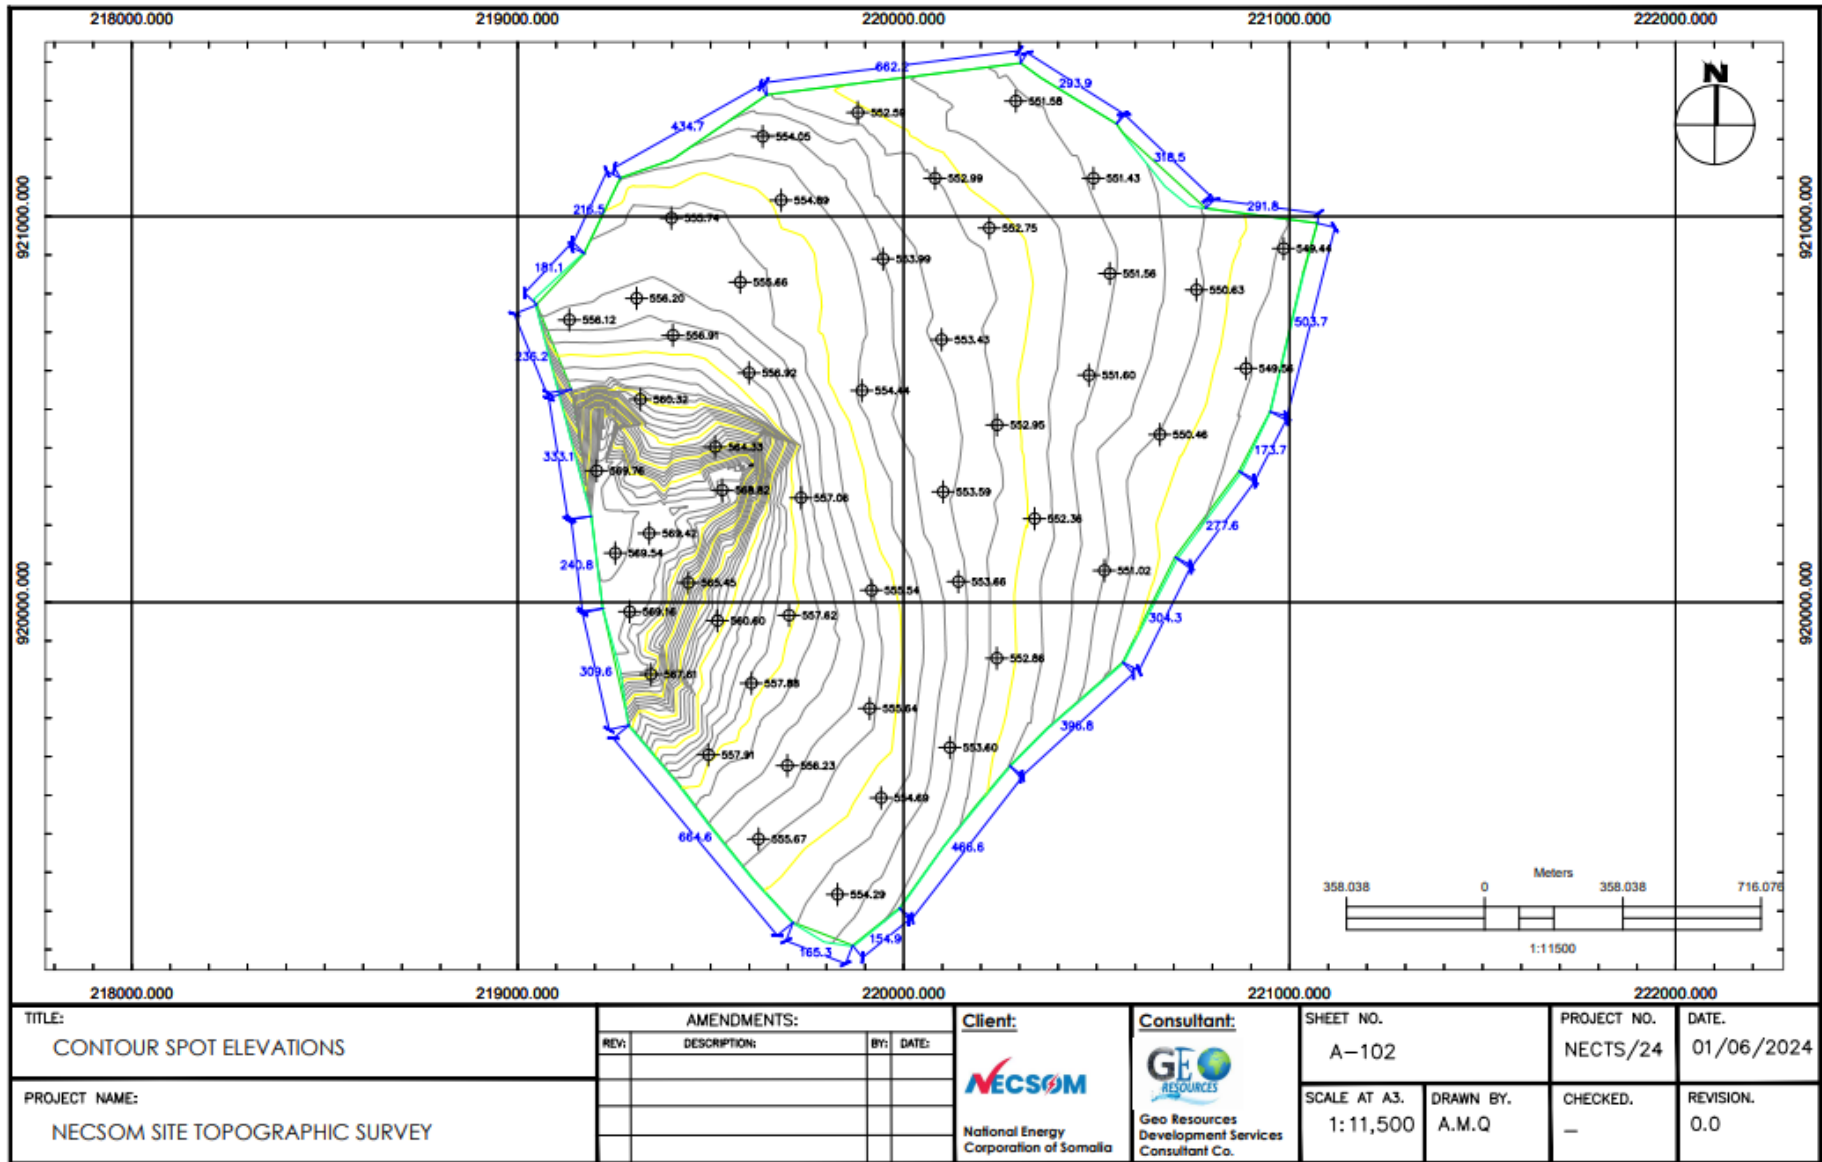 218000.000 219000.000 220000.000 221000.000 222000.000
662.2
293.9
551.58
552.59
434.7
554.05
318.5
552.99
551.43
554.89
291.8
216.5
555.74
552.75
921000.000
921000.000
549.44
553.99
181.1
551.56
555.66
550.63
556.20
556.12
503.7
556.91
553.43
236.2
549.56
556.92
551.60
554.44
560.32
552.95
550.46
564.33
173.7
333.1
569.76
568.82
553.59
557.06
552.36
277.6
569.42
569.54
240.8
551.02
553.66
565.45
555.54
920000.000
920000.000
569.16
557.62
560.60
304.3
552.86
309.6
567.61
557.88
555.64
396.8
553.60
557.91
556.23
554.69
664.6
555.67
466.6
554.29
154.9
165.3
N
Meters
358.038 0 358.038 716.076
1:11500
218000.000 219000.000 220000.000 221000.000 222000.000
TITLE:
CONTOUR SPOT ELEVATIONS
PROJECT NAME:
NECSOM SITE TOPOGRAPHIC SURVEY
AMENDMENTS:
REV: DESCRIPTION: BY: DATE:
Client:
NECSOM
National Energy
Corporation of Somalia
Consultant:
GEO
RESOURCES
Geo Resources
Development Services
Consultant Co.
SHEET NO.
A-102
PROJECT NO.
NECTS/24
DATE.
01/06/2024
SCALE AT A3.
1:11,500
DRAWN BY.
A.M.Q
CHECKED.
–
REVISION.
0.0